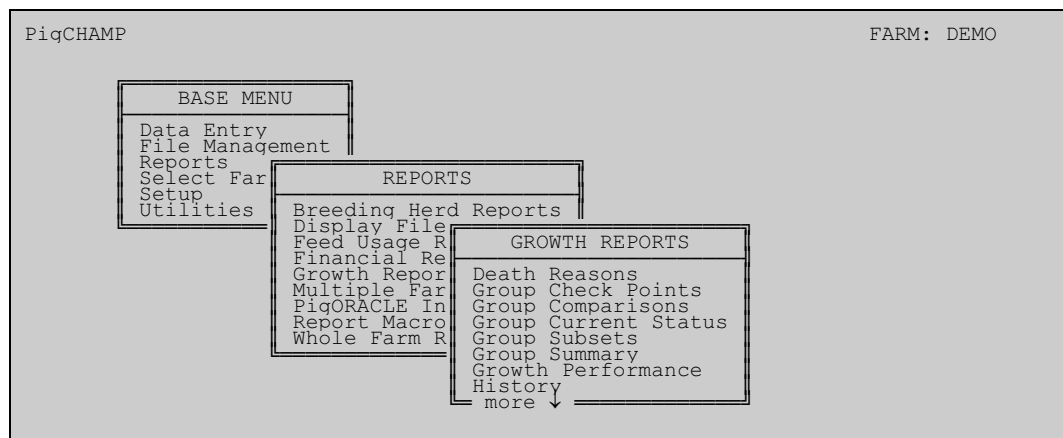 PigCHAMP FARM: DEMO
BASE MENU
Data Entry
File Management
Reports
Select Far
Setup
Utilities
REPORTS
Breeding Herd Reports
Display File
Feed Usage R
Financial Re
Growth Repor
Multiple Far
PigORACLE In
Report Macro
Whole Farm R
GROWTH REPORTS
Death Reasons
Group Check Points
Group Comparisons
Group Current Status
Group Subsets
Group Summary
Growth Performance
History
more ↓